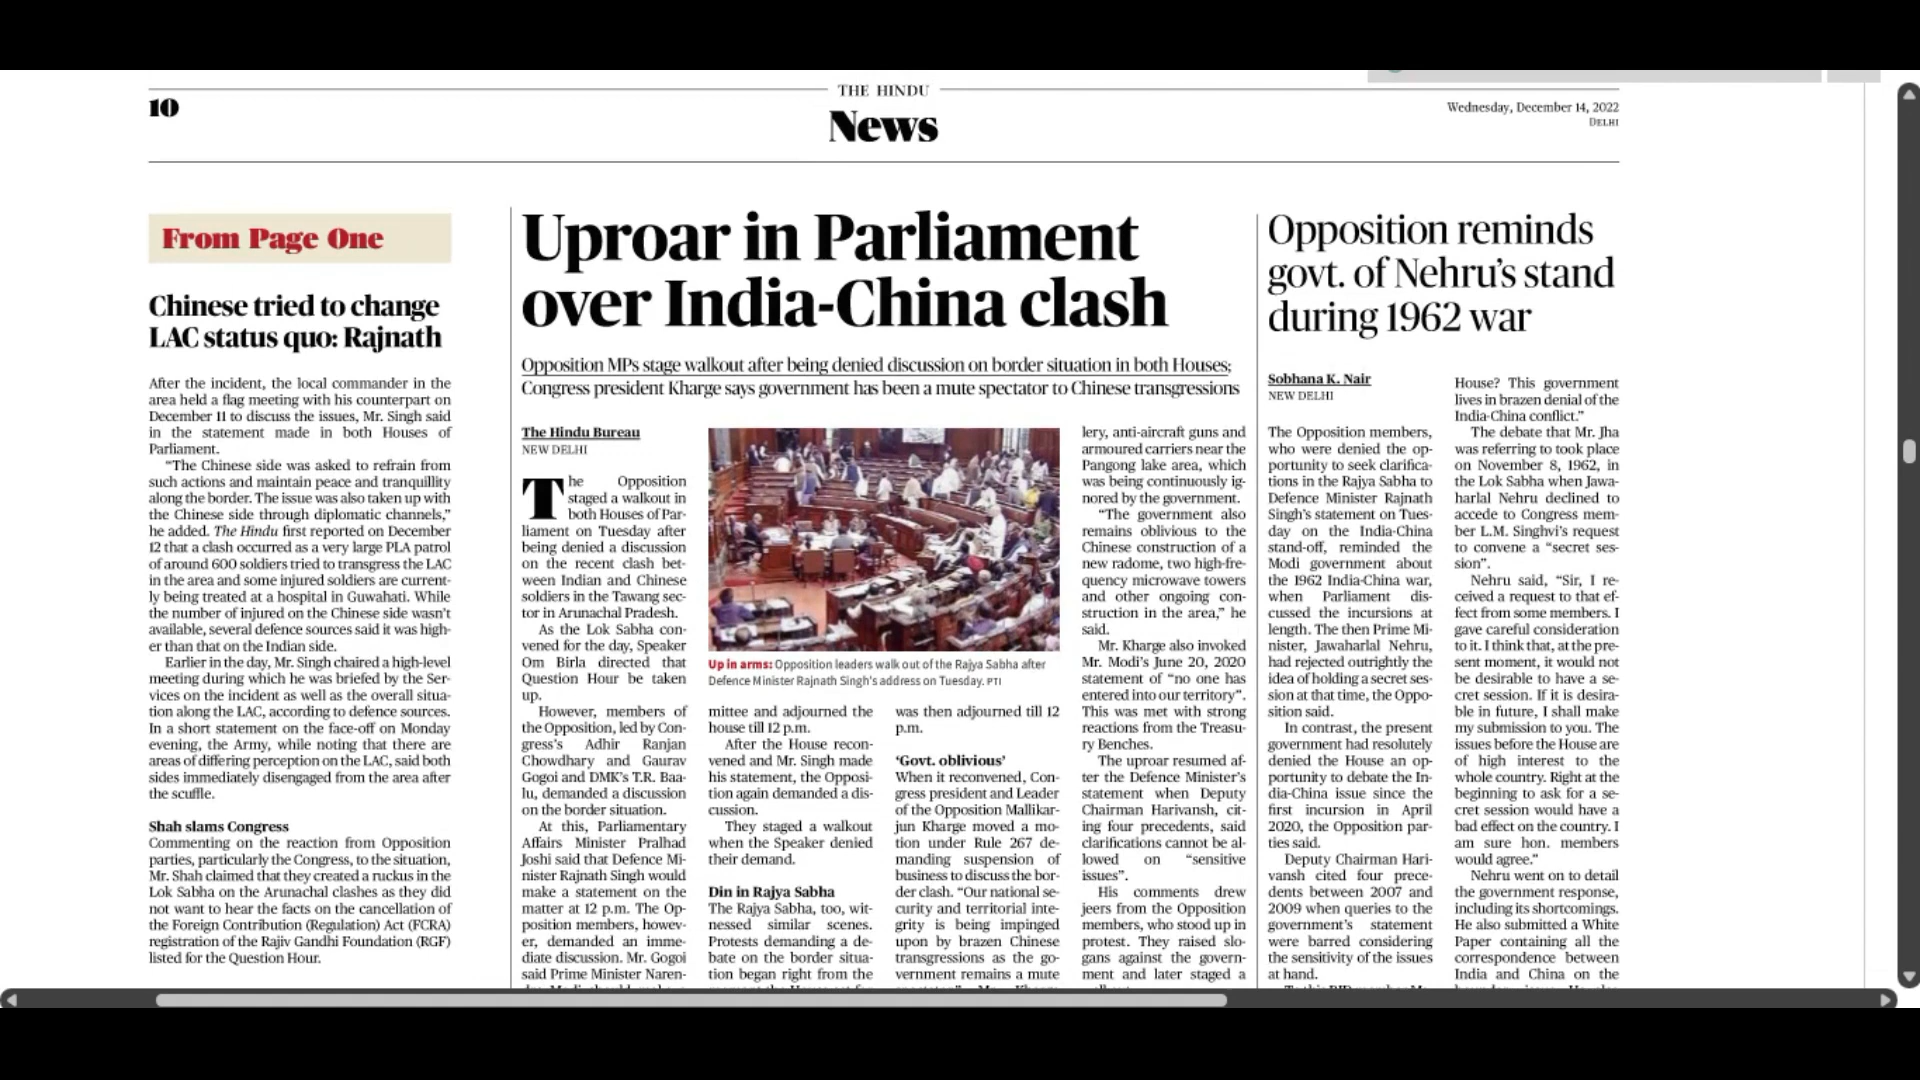 THE HINDU
10
News
Wednesday, December 14, 2022
DELHI
From Page One
Chinese tried to change
LAC status quo: Rajnath
After the incident, the local commander in the
area held a flag meeting with his counterpart on
December 11 to discuss the issues, Mr. Singh said
in the statement made in both Houses of
Parliament.
“The Chinese side was asked to refrain from
such actions and maintain peace and tranquillity
along the border. The issue was also taken up with
the Chinese side through diplomatic channels,”
he added. The Hindu first reported on December
12 that a clash occurred as a very large PLA patrol
of around 600 soldiers tried to transgress the LAC
in the area and some injured soldiers are current-
ly being treated at a hospital in Guwahati. While
the number of injured on the Chinese side wasn’t
available, several defence sources said it was high-
er than that on the Indian side.
Earlier in the day, Mr. Singh chaired a high-level
meeting during which he was briefed by the Ser-
vices on the incident as well as the overall situa-
tion along the LAC, according to defence sources.
In a short statement on the face-off on Monday
evening, the Army, while noting that there are
areas of differing perception on the LAC, said both
sides immediately disengaged from the area after
the scuffle.
Shah slams Congress
Commenting on the reaction from Opposition
parties, particularly the Congress, to the situation,
Mr. Shah claimed that they created a ruckus in the
Lok Sabha on the Arunachal clashes as they did
not want to hear the facts on the cancellation of
the Foreign Contribution (Regulation) Act (FCRA)
registration of the Rajiv Gandhi Foundation (RGF)
listed for the Question Hour.
Uproar in Parliament
over India-China clash
Opposition MPs stage walkout after being denied discussion on border situation in both Houses;
Congress president Kharge says government has been a mute spectator to Chinese transgressions
The Hindu Bureau
NEW DELHI
The Opposition
staged a walkout in
both Houses of Par-
liament on Tuesday after
being denied a discussion
on the recent clash bet-
ween Indian and Chinese
soldiers in the Tawang sec-
tor in Arunachal Pradesh.
As the Lok Sabha con-
vened for the day, Speaker
Om Birla directed that
Question Hour be taken
up.
However, members of
the Opposition, led by Con-
gress’s Adhir Ranjan
Chowdhary and Gaurav
Gogoi and DMK’s T.R. Baa-
lu, demanded a discussion
on the border situation.
At this, Parliamentary
Affairs Minister Pralhad
Joshi said that Defence Mi-
nister Rajnath Singh would
make a statement on the
matter at 12 p.m. The Op-
position members, howev-
er, demanded an imme-
diate discussion. Mr. Gogoi
said Prime Minister Naren-
Up in arms: Opposition leaders walk out of the Rajya Sabha after
Defence Minister Rajnath Singh's address on Tuesday. PTI
mittee and adjourned the
house till 12 p.m.
After the House recon-
vened and Mr. Singh made
his statement, the Opposi-
tion again demanded a dis-
cussion.
They staged a walkout
when the Speaker denied
their demand.
Din in Rajya Sabha
The Rajya Sabha, too, wit-
nessed similar scenes.
Protests demanding a de-
bate on the border situa-
tion began right from the
was then adjourned till 12
p.m.
‘Govt. oblivious’
When it reconvened, Con-
gress president and Leader
of the Opposition Mallikar-
jun Kharge moved a mo-
tion under Rule 267 de-
manding suspension of
business to discuss the bor-
der clash. “Our national se-
curity and territorial inte-
grity is being impinged
upon by brazen Chinese
transgressions as the go-
vernment remains a mute
lery, anti-aircraft guns and
armoured carriers near the
Pangong lake area, which
was being continuously ig-
nored by the government.
“The government also
remains oblivious to the
Chinese construction of a
new radome, two high-fre-
quency microwave towers
and other ongoing con-
struction in the area,” he
said.
Mr. Kharge also invoked
Mr. Modi’s June 20, 2020
statement of “no one has
entered into our territory”.
This was met with strong
reactions from the Treasu-
ry Benches.
The uproar resumed af-
ter the Defence Minister’s
statement when Deputy
Chairman Harivansh, cit-
ing four precedents, said
clarifications cannot be al-
lowed on “sensitive
issues”.
His comments drew
jeers from the Opposition
members, who stood up in
protest. They raised slo-
gans against the govern-
ment and later staged a
Opposition reminds
govt. of Nehru’s stand
during 1962 war
Sobhana K. Nair
NEW DELHI
The Opposition members,
who were denied the op-
portunity to seek clarifica-
tions in the Rajya Sabha to
Defence Minister Rajnath
Singh’s statement on Tues-
day on the India-China
stand-off, reminded the
Modi government about
the 1962 India-China war,
when Parliament dis-
cussed the incursions at
length. The then Prime Mi-
nister, Jawaharlal Nehru,
had rejected outrightly the
idea of holding a secret ses-
sion at that time, the Oppo-
sition said.
In contrast, the present
government had resolutely
denied the House an op-
portunity to debate the In-
dia-China issue since the
first incursion in April
2020, the Opposition par-
ties said.
Deputy Chairman Hari-
vansh cited four prece-
dents between 2007 and
2009 when queries to the
government’s statement
were barred considering
the sensitivity of the issues
at hand.
House? This government
lives in brazen denial of the
India-China conflict.”
The debate that Mr. Jha
was referring to took place
on November 8, 1962, in
the Lok Sabha when Jawa-
harlal Nehru declined to
accede to Congress mem-
ber L.M. Singhvi’s request
to convene a “secret ses-
sion”.
Nehru said, “Sir, I re-
ceived a request to that ef-
fect from some members. I
gave careful consideration
to it. I think that, at the pre-
sent moment, it would not
be desirable to have a se-
cret session. If it is desira-
ble in future, I shall make
my submission to you. The
issues before the House are
of high interest to the
whole country. Right at the
beginning to ask for a se-
cret session would have a
bad effect on the country. I
am sure hon. members
would agree.”
Nehru went on to detail
the government response,
including its shortcomings.
He also submitted a White
Paper containing all the
correspondence between
India and China on the